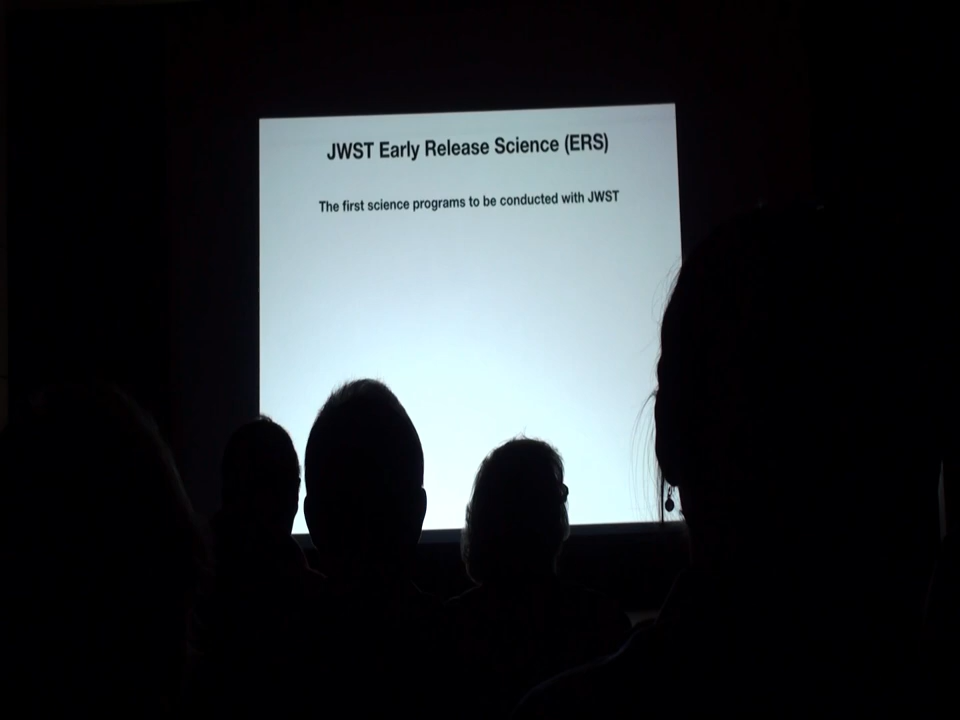 JWST Early Release Science (ERS)
The first science programs to be conducted with JWST